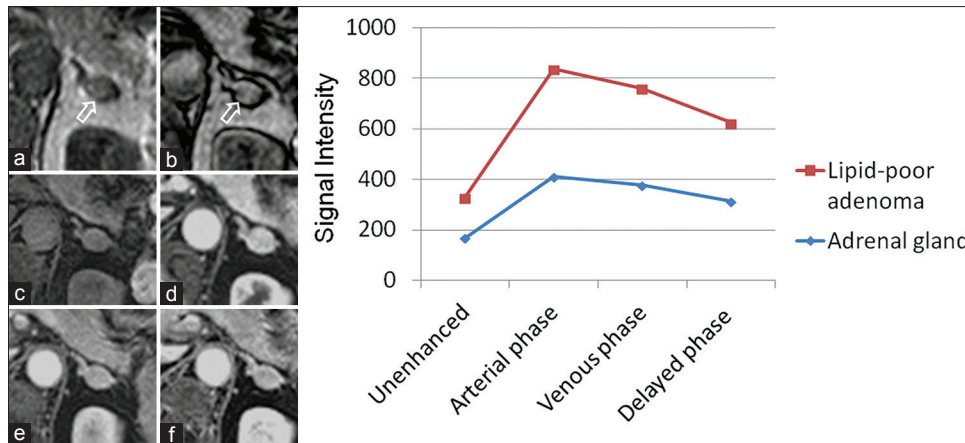 a
b
c
d
e
f
Signal Intensity
1000
800
600
400
200
0
Unenhanced
Arterial phase
Venous phase
Delayed phase
Lipid-poor
adenoma
Adrenal gland